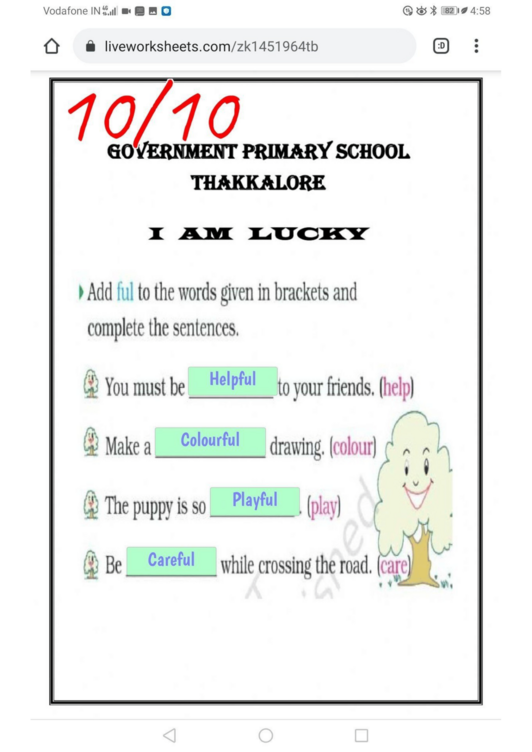 Vodafone IN 4:58
liveworksheets.com/zk1451964tb :D
10/10
GOVERNMENT PRIMARY SCHOOL
THAKKALORE
I AM LUCKY
Add ful to the words given in brackets and
complete the sentences.
You must be Helpful to your friends. (help)
Make a Colourful drawing. (colour)
The puppy is so Playful. (play)
Be Careful while crossing the road. (care)